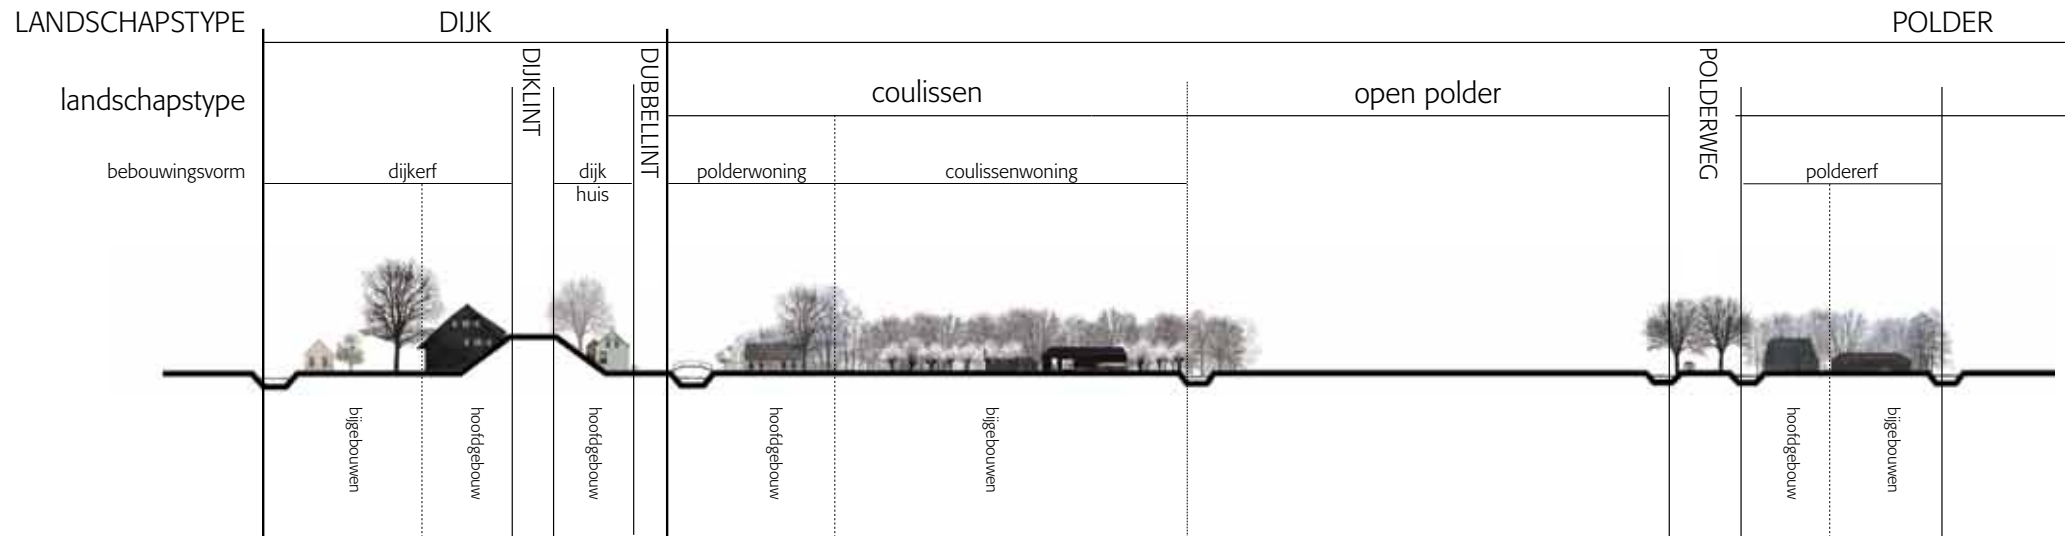 LANDSCHAPSTYPE DIJK POLDER
DIJKLINT
DUBBELLINT
POLDERWEG
landschapstype coulissen open polder
bebouwingsvorm dijkerf dijk polderwoning coulissenwoning poldererf
huis
bijgebouwen
hoofdgebouw
hoofdgebouw
hoofdgebouw
bijgebouwen
hoofdgebouw
bijgebouwen